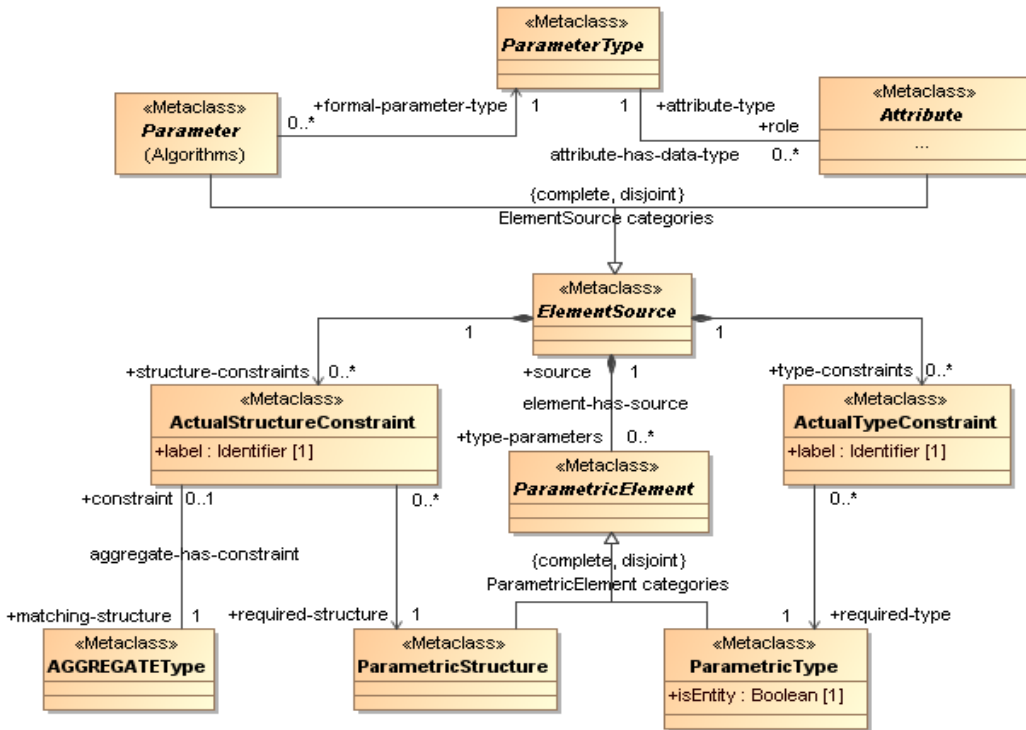 «Metaclass»
ParameterType
«Metaclass»
Parameter
(Algorithms)
0..*
+formal-parameter-type
1
1
+attribute-type
+role
attribute-has-data-type
0..*
«Metaclass»
Attribute
...
{complete, disjoint}
ElementSource categories
«Metaclass»
ElementSource
1
1
+structure-constraints
0..*
+source
1
element-has-source
+type-parameters
0..*
+type-constraints
0..*
«Metaclass»
ActualStructureConstraint
+label : Identifier [1]
«Metaclass»
ParametricElement
«Metaclass»
ActualTypeConstraint
+label : Identifier [1]
+constraint
0..1
0..*
0..*
aggregate-has-constraint
{complete, disjoint}
ParametricElement categories
+matching-structure
1
+required-structure
1
1
+required-type
«Metaclass»
AGGREGATEType
«Metaclass»
ParametricStructure
«Metaclass»
ParametricType
+isEntity : Boolean [1]